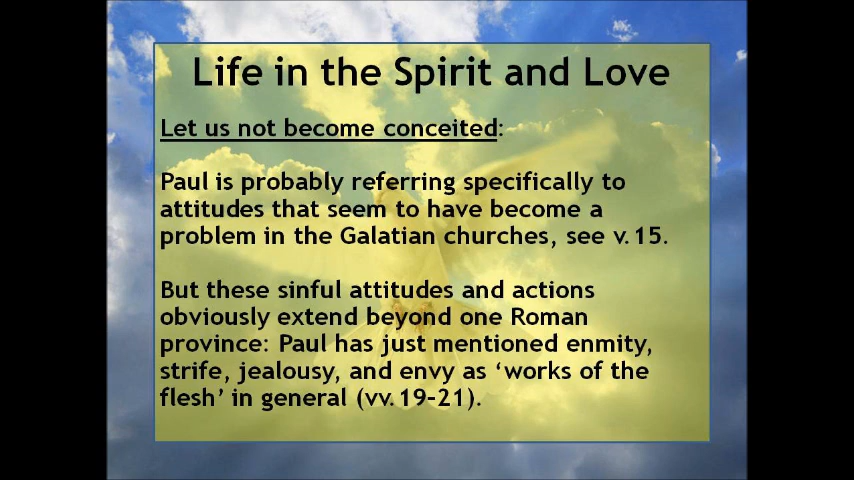 Life in the Spirit and Love
Let us not become conceited:
Paul is probably referring specifically to
attitudes that seem to have become a
problem in the Galatian churches, see v.15.
But these sinful attitudes and actions
obviously extend beyond one Roman
province: Paul has just mentioned enmity,
strife, jealousy, and envy as ‘works of the
flesh’ in general (vv.19-21).